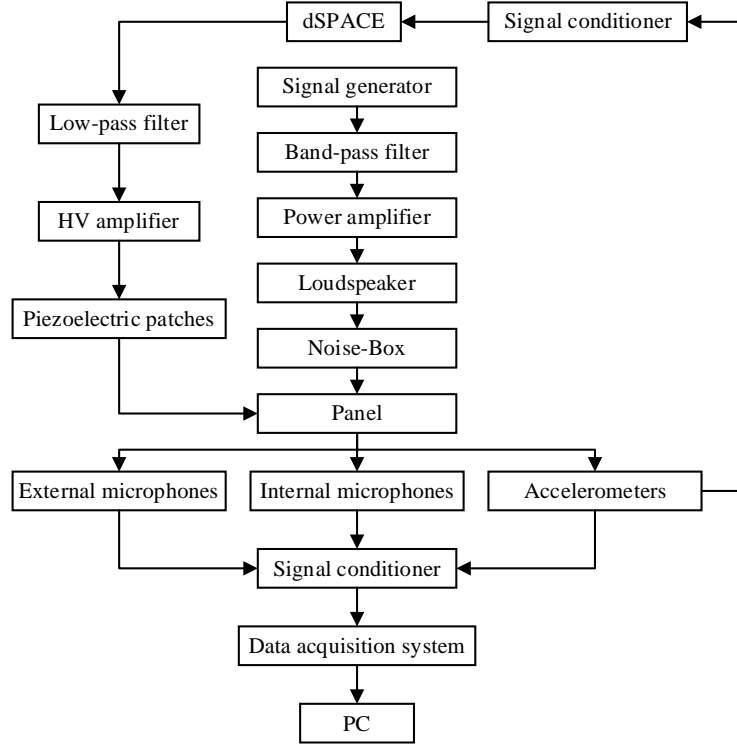 dSPACE
Signal conditioner
Signal generator
Low-pass filter
Band-pass filter
HV amplifier
Power amplifier
Loudspeaker
Piezoelectric patches
Noise-Box
Panel
External microphones
Internal microphones
Accelerometers
Signal conditioner
Data acquisition system
PC